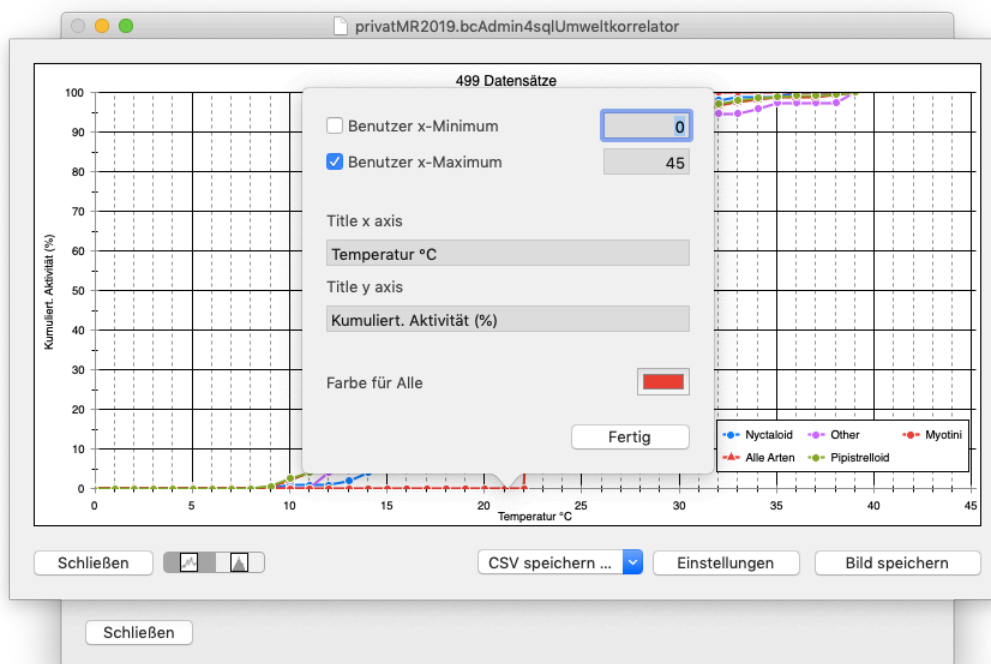 privatMR2019.bcAdmin4sqlUmweltkorrelator
499 Datensätze
100
90
80
70
60
50
40
30
20
10
0
Kumuliert. Aktivität (%)
Benutzer x-Minimum 0
Benutzer x-Maximum 45
Title x axis
Temperatur °C
Title y axis
Kumuliert. Aktivität (%)
Farbe für Alle
Fertig
Nyctaloid Other Myotini
Alle Arten Pipistrelloid
0 5 10 15 20 25 30 35 40 45
Temperatur °C
Schließen CSV speichern ... Einstellungen Bild speichern
Schließen